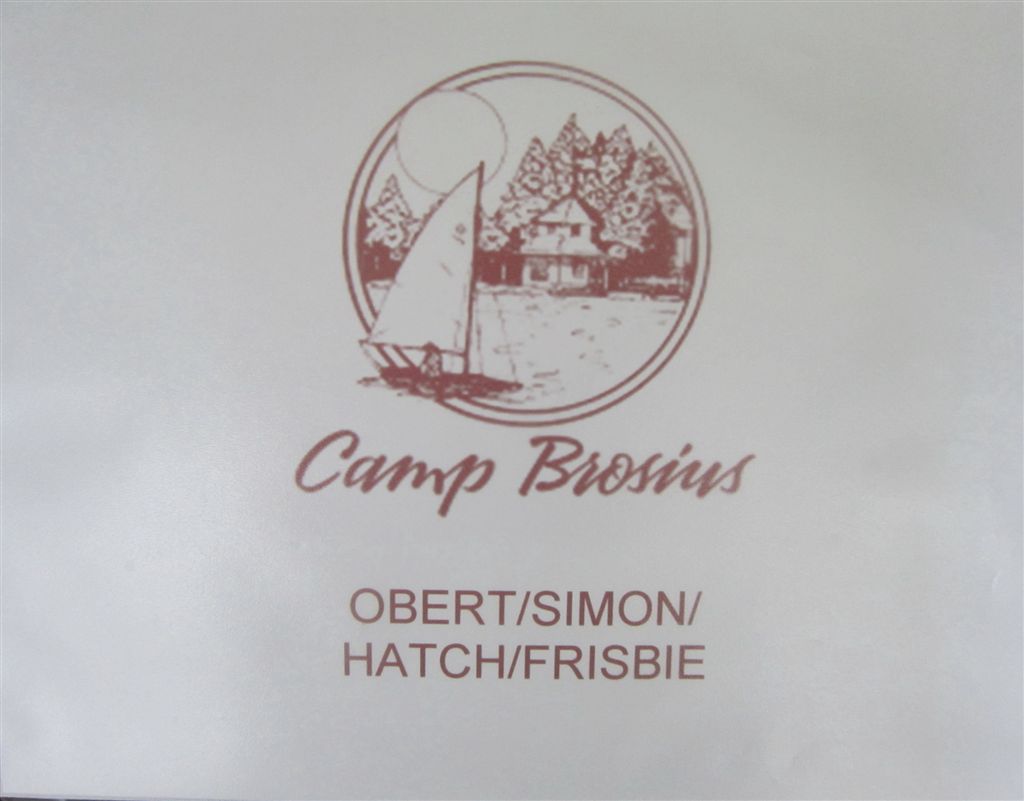 Camp Brosius
OBERT/SIMON/
HATCH/FRISBIE